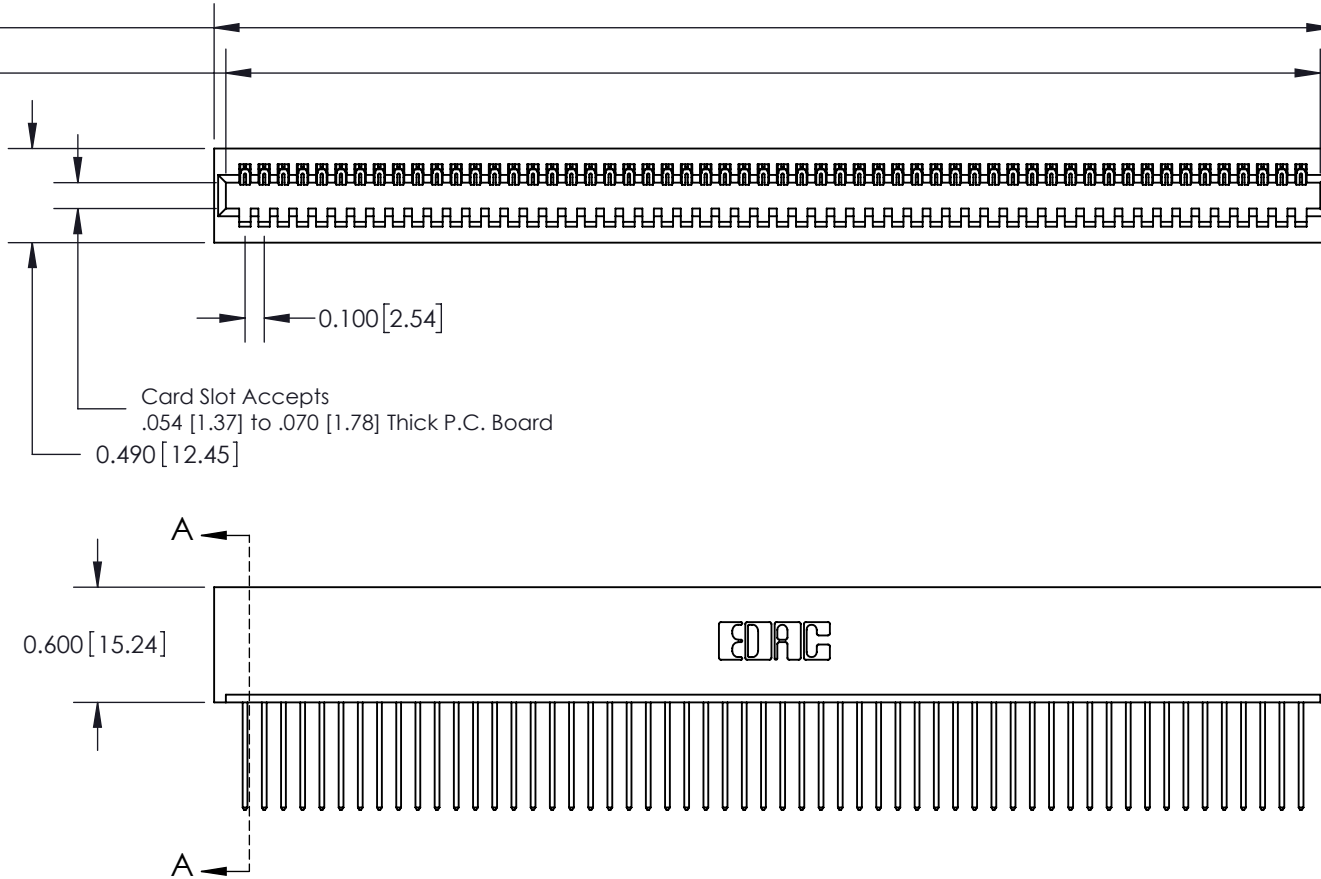 0.100[2.54]
Card Slot Accepts
.054 [1.37] to .070 [1.78] Thick P.C. Board
0.490[12.45]
A
0.600[15.24]
EDAC
A